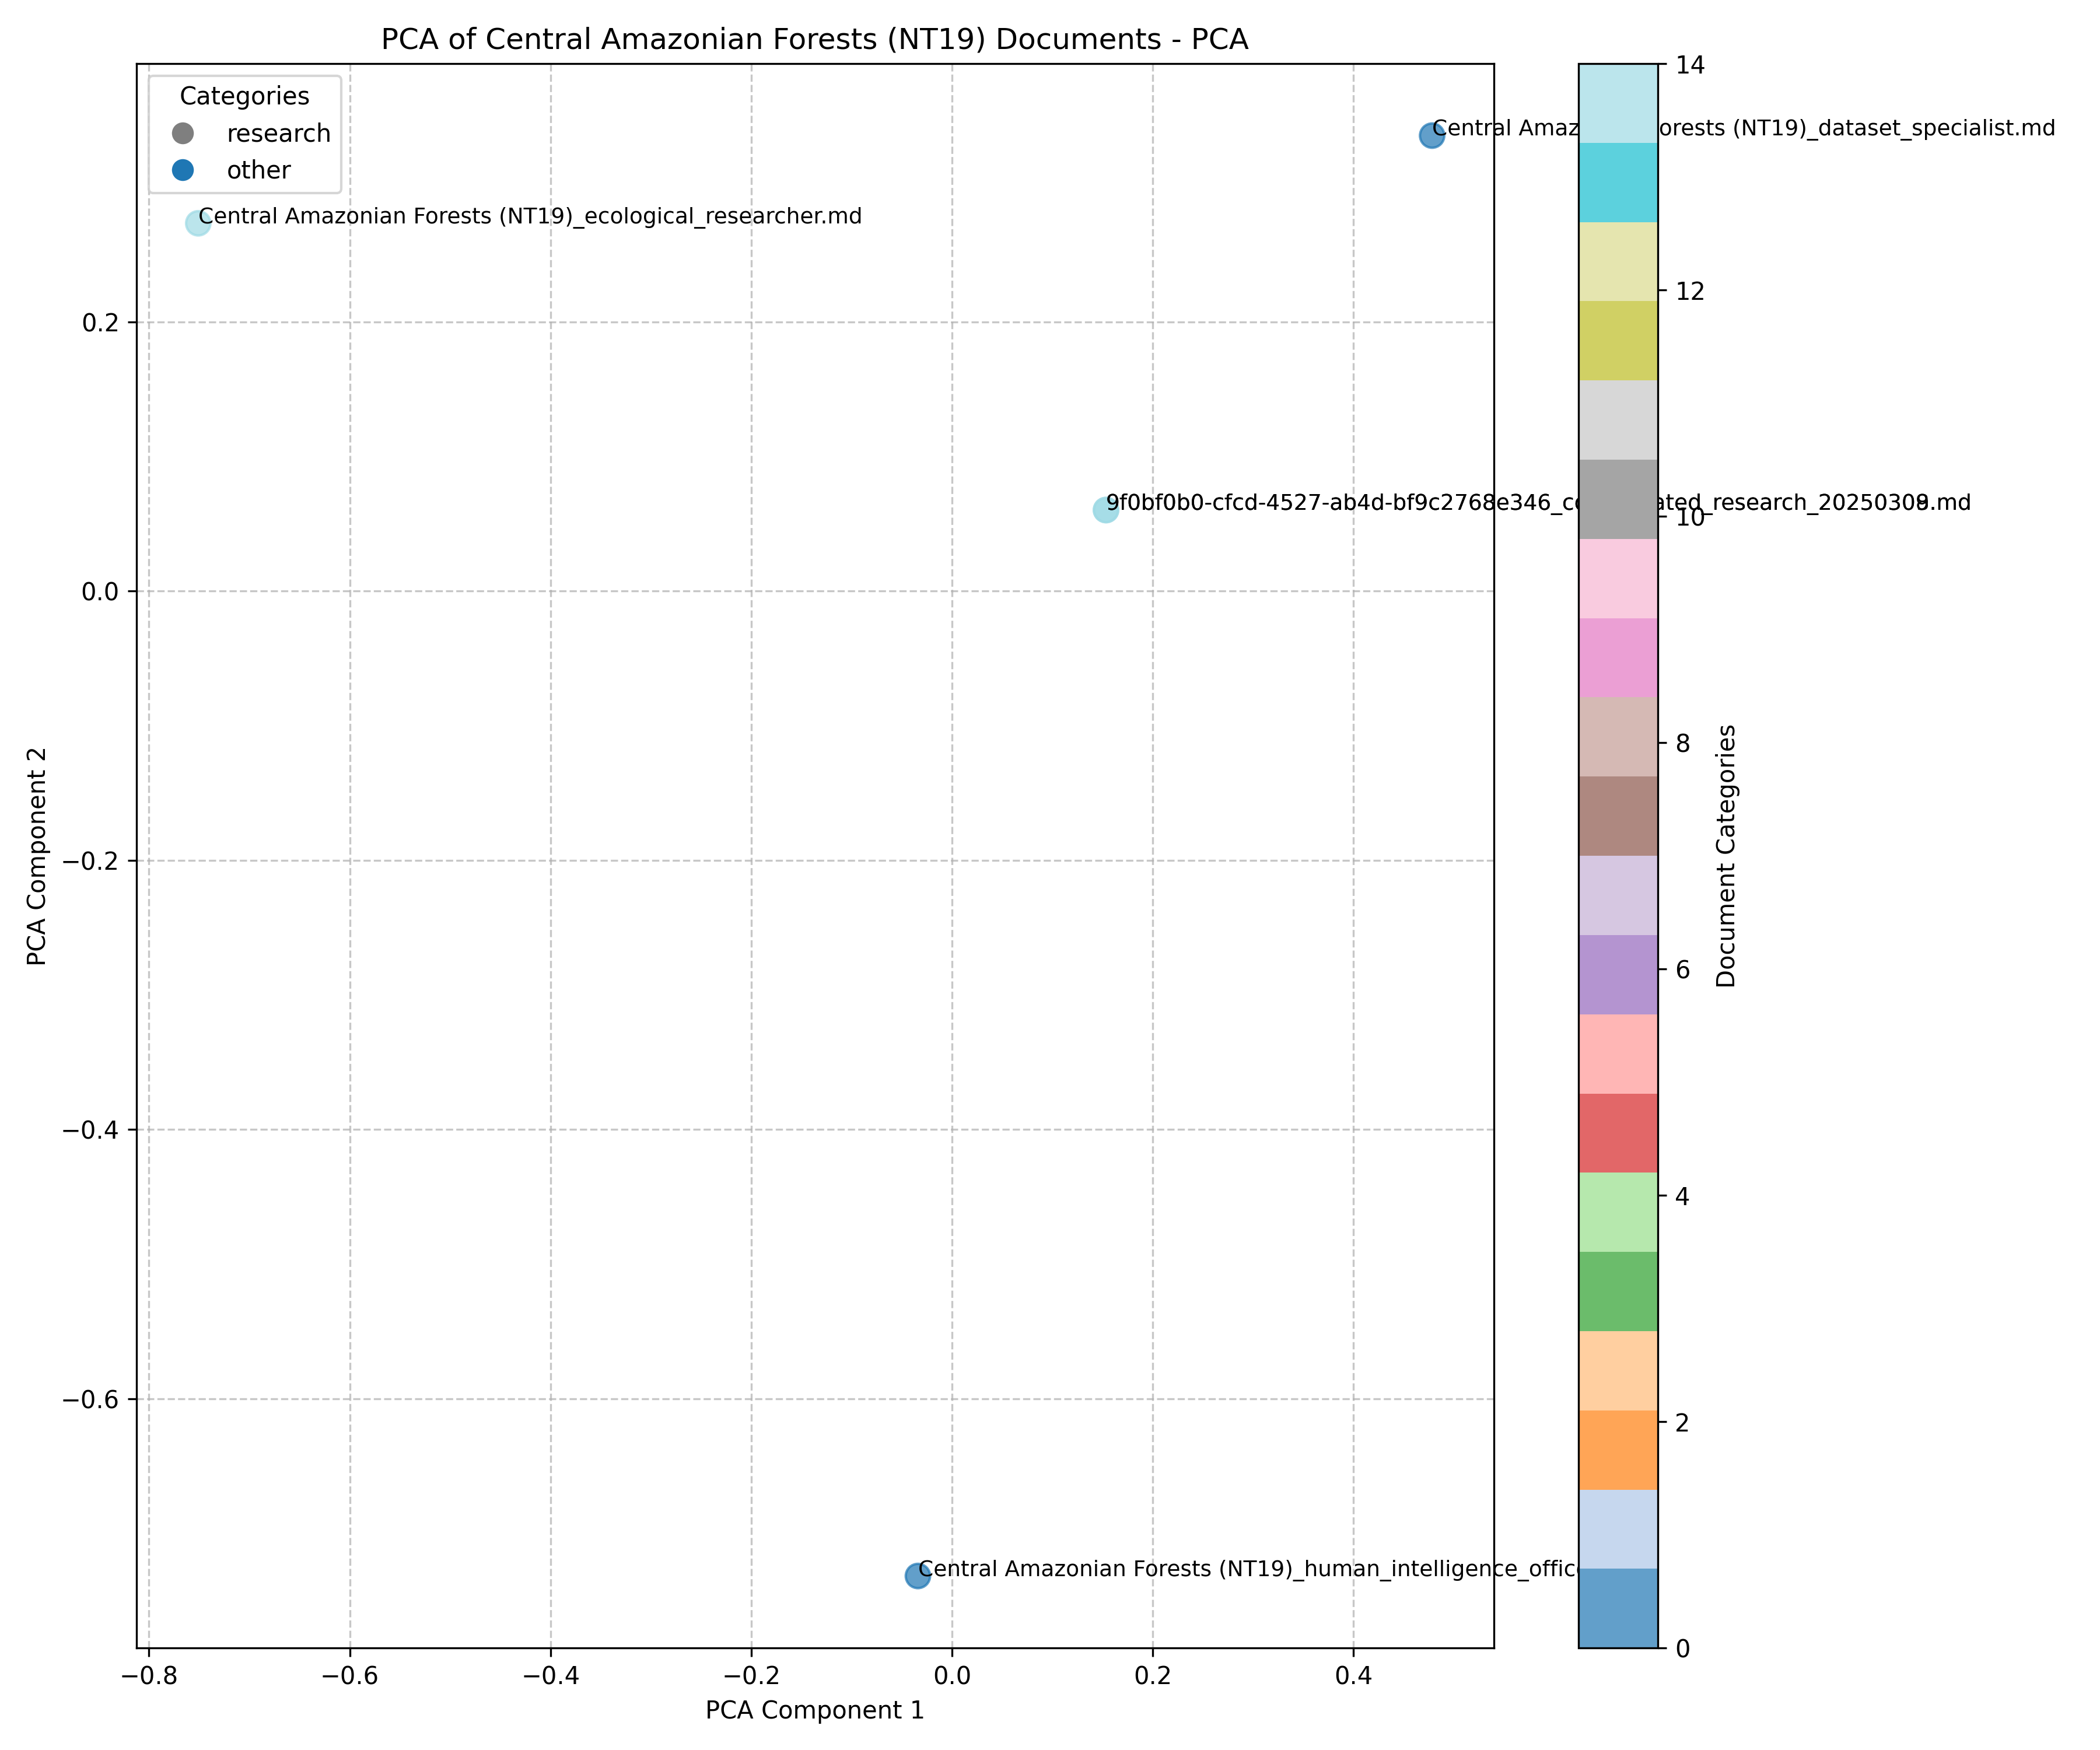 PCA of Central Amazonian Forests (NT19) Documents - PCA
Categories
research
other
Central Amaz orests (NT19)_dataset_specialist.md
Central Amazonian Forests (NT19)_ecological_researcher.md
9f0bf0b0-cfcd-4527-ab4d-bf9c2768e346_co ated_research_2025030 .md
Central Amazonian Forests (NT19)_human_intelligence_offic
0.2
0.0
−0.2
−0.4
−0.6
PCA Component 2
−0.8
−0.6
−0.4
−0.2
0.0
0.2
0.4
PCA Component 1
14
12
10
8
6
4
2
0
Document Categories